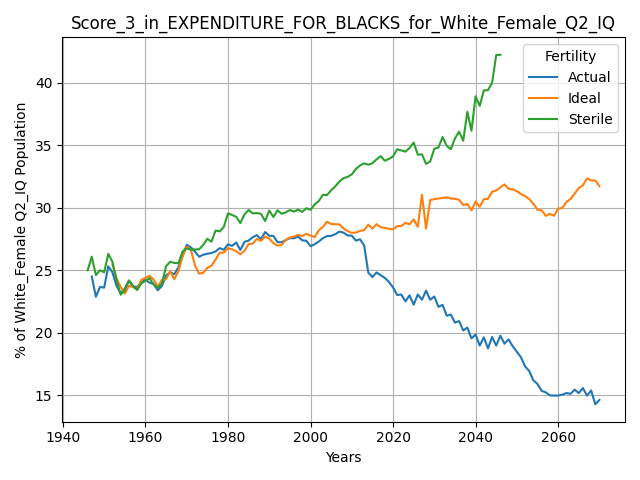 Score_3_in_EXPENDITURE_FOR_BLACKS_for_White_Female_Q2_IQ
Fertility
Actual
Ideal
Sterile
% of White_Female Q2_IQ Population
40
35
30
25
20
15
1940
1960
1980
2000
2020
2040
2060
Years